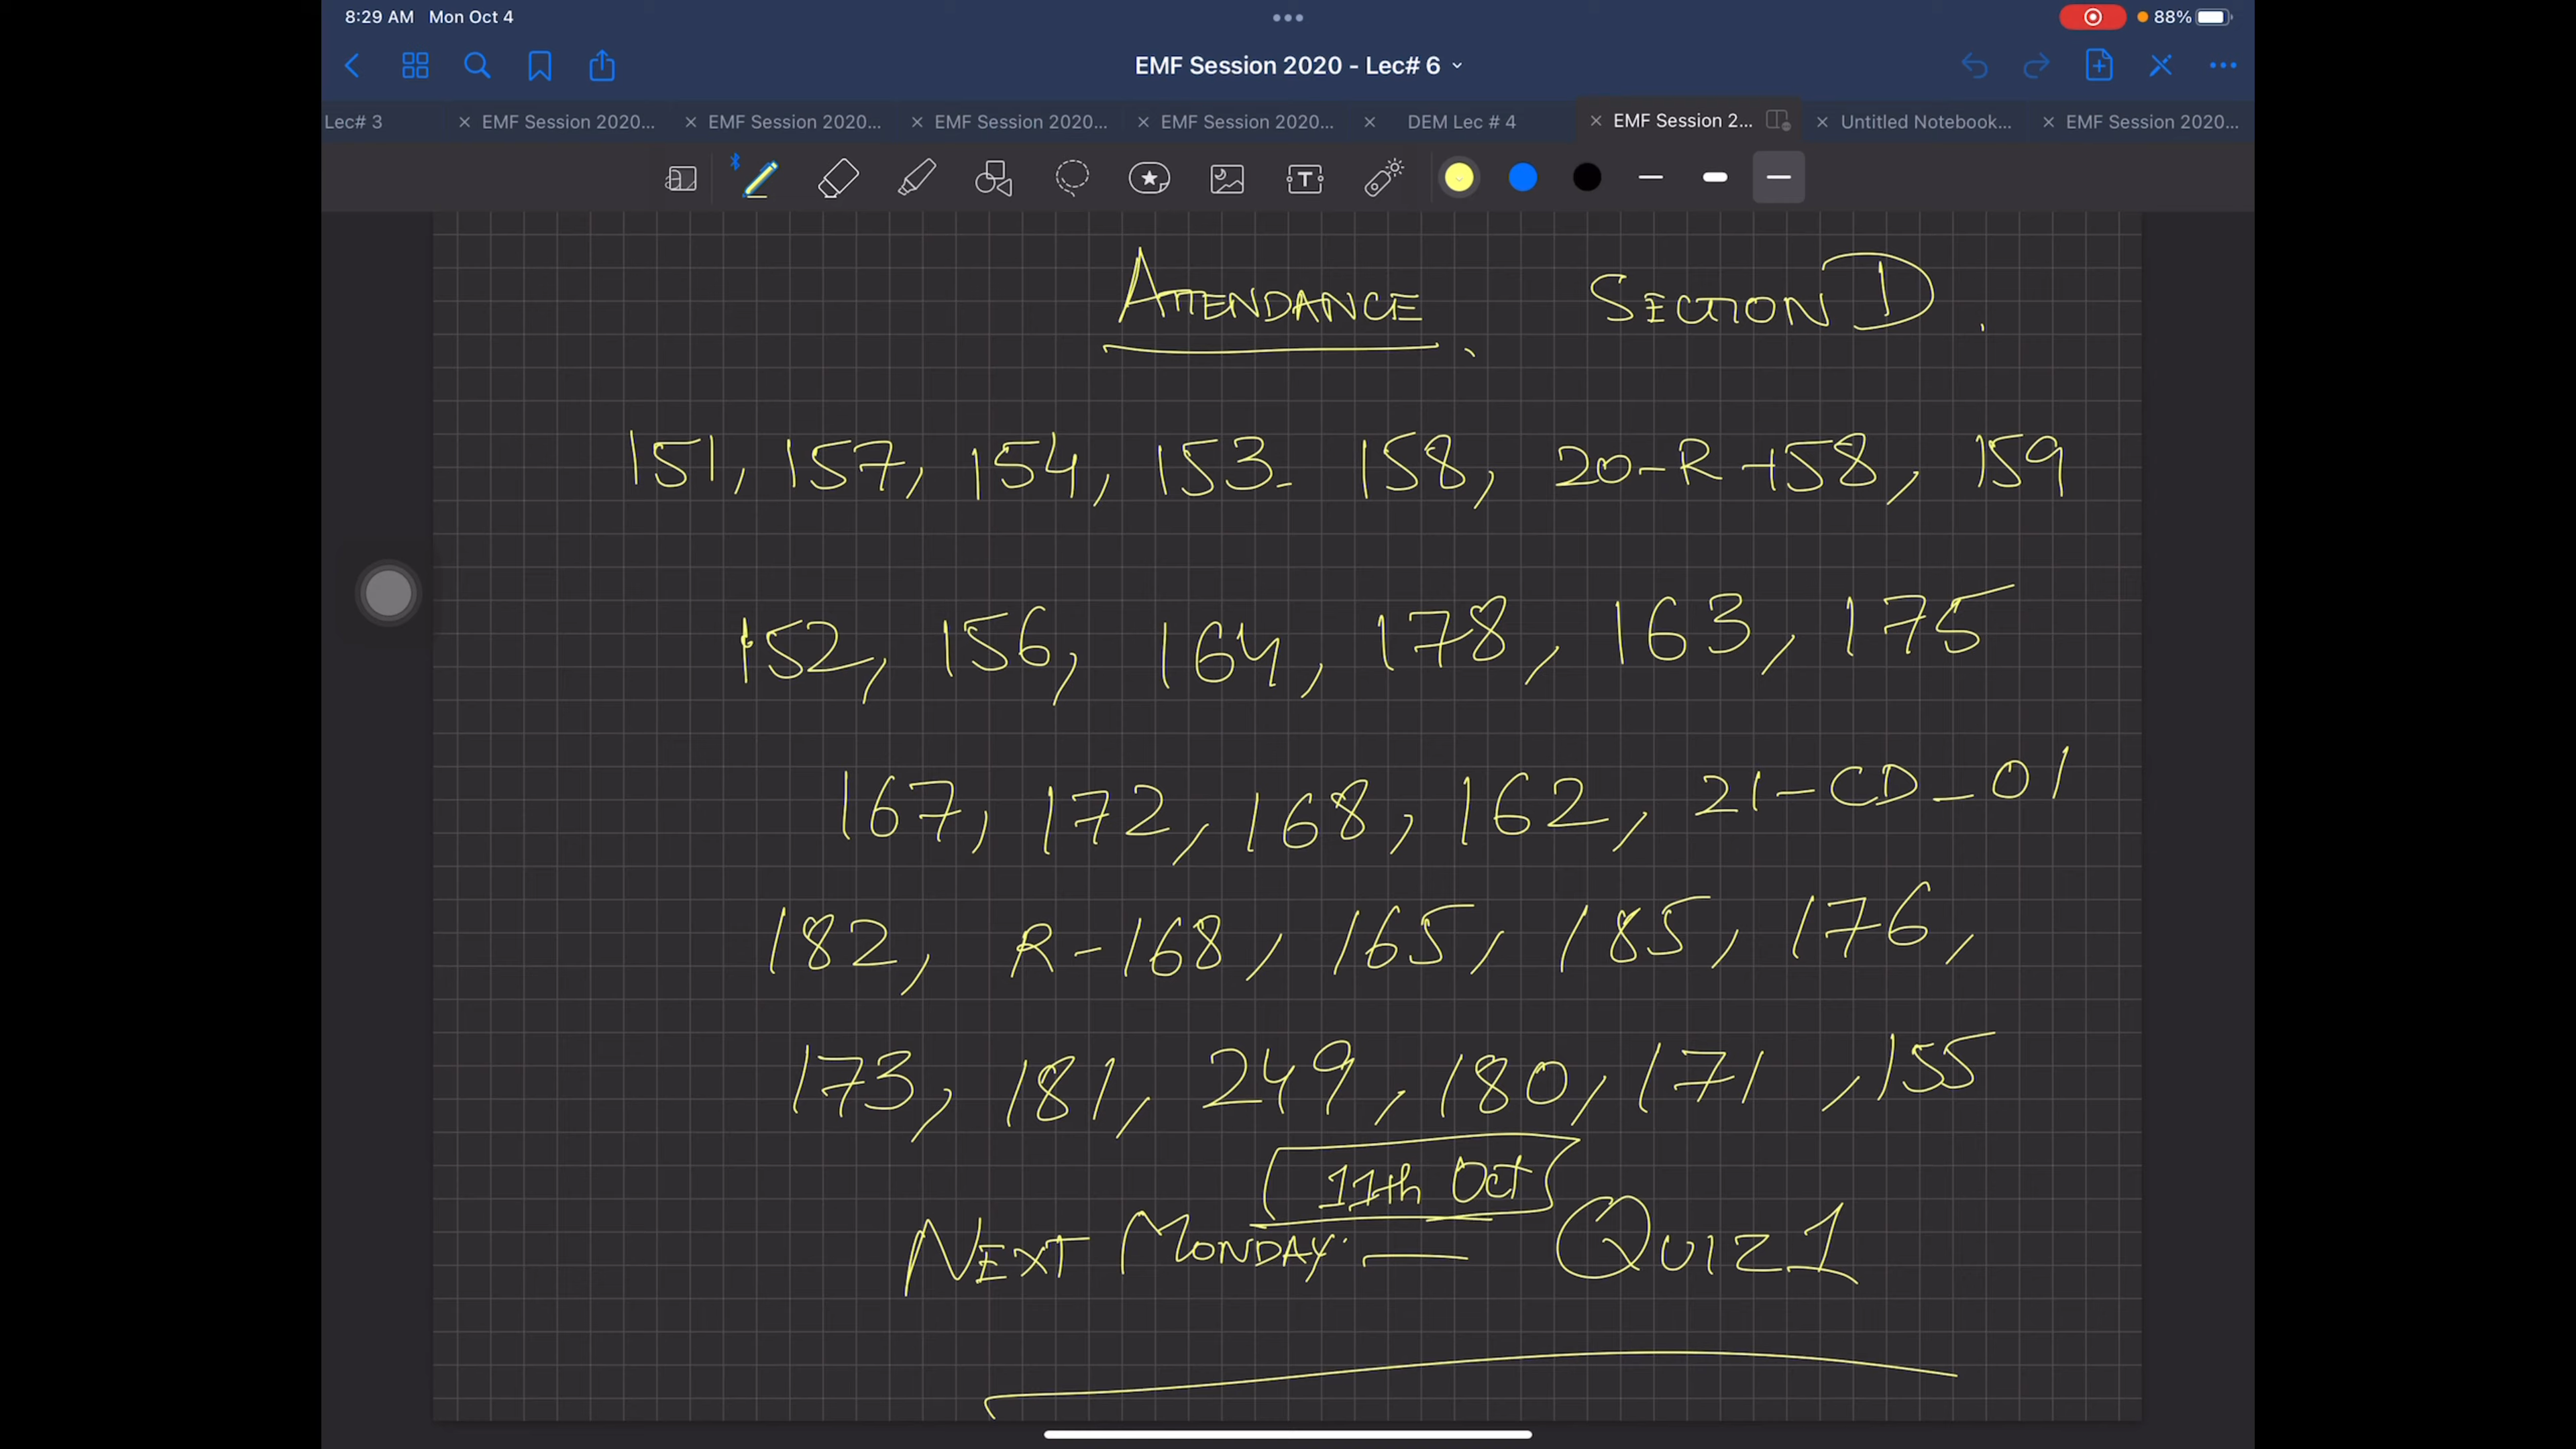 8:29 AM Mon Oct 4
88%
EMF Session 2020 - Lec# 6
Lec# 3 EMF Session 2020... EMF Session 2020... EMF Session 2020... EMF Session 2020... DEM Lec # 4 EMF Session 2... Untitled Notebook... EMF Session 2020...
ATTENDANCE. SECTION D.
151, 157, 154, 153- 158, 20-R-158, 159
152, 156, 164, 178, 163, 175
167, 172, 168, 162, 21-CD-01
182, R-168, 165, 185, 176,
173, 181, 249, 180, 171, 155
11th Oct
NEXT MONDAY. — QUIZ 1